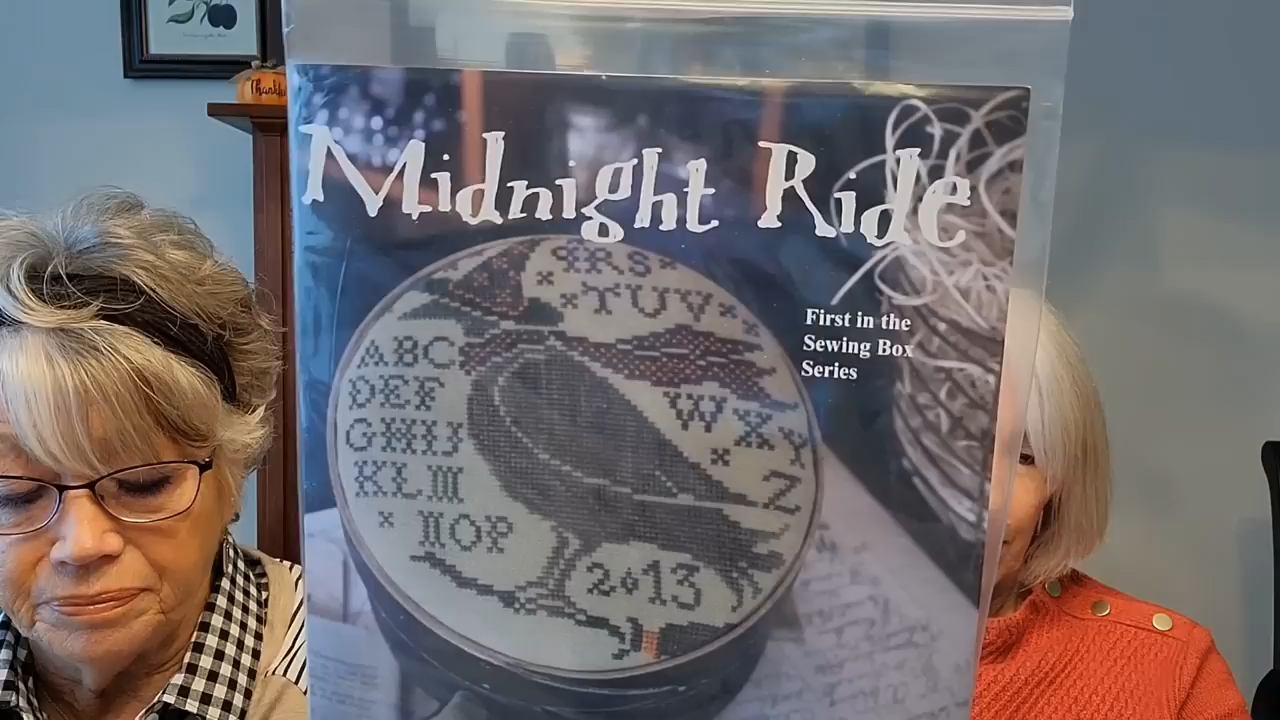 Thankful
Midnight Ride
First in the
Sewing Box
Series
QRS
TUV
ABC
DEF
GHIJ
WXY
KLM
Z
NOP
2013